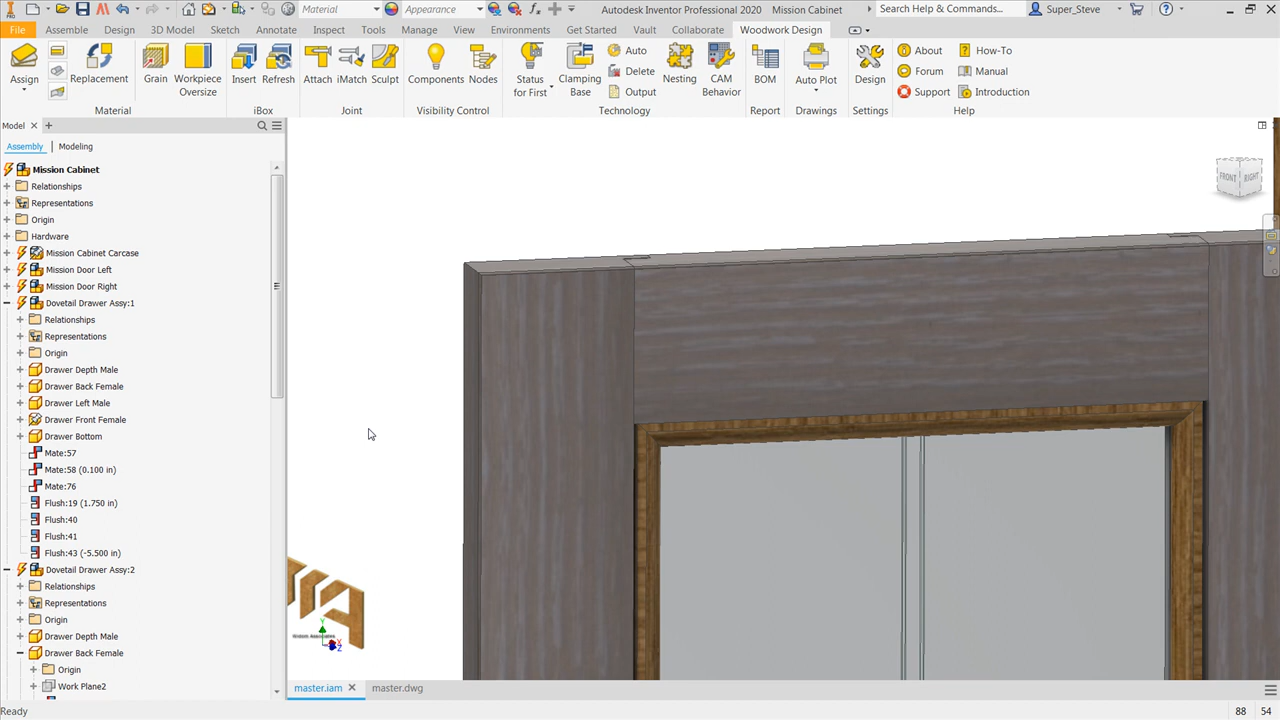 PRO
Material
Appearance
Autodesk Inventor Professional 2020
Mission Cabinet
Search Help & Commands...
Super_Steve
File
Assemble
Design
3D Model
Sketch
Annotate
Inspect
Tools
Manage
View
Environments
Get Started
Vault
Collaborate
Woodwork Design
Assign
Replacement
Grain
Workpiece
Oversize
Insert
Refresh
Attach
iMatch
Sculpt
Components
Nodes
Status
for First
Clamping
Base
Auto
Delete
Output
Nesting
CAM
Behavior
BOM
Auto Plot
Design
About
Forum
Support
How-To
Manual
Introduction
Material
iBox
Joint
Visibility Control
Technology
Report
Drawings
Settings
Help
Model
Assembly
Modeling
Mission Cabinet
Relationships
Representations
Origin
Hardware
Mission Cabinet Carcase
Mission Door Left
Mission Door Right
Dovetail Drawer Assy:1
Relationships
Representations
Origin
Drawer Depth Male
Drawer Back Female
Drawer Left Male
Drawer Front Female
Drawer Bottom
Mate:57
Mate:58 (0.100 in)
Mate:76
Flush:19 (1.750 in)
Flush:40
Flush:41
Flush:43 (-5.500 in)
Dovetail Drawer Assy:2
Relationships
Representations
Origin
Drawer Depth Male
Drawer Back Female
Origin
Work Plane2
FRONT
RIGHT
Y
X
Z
master.iam
master.dwg
Ready
88
54